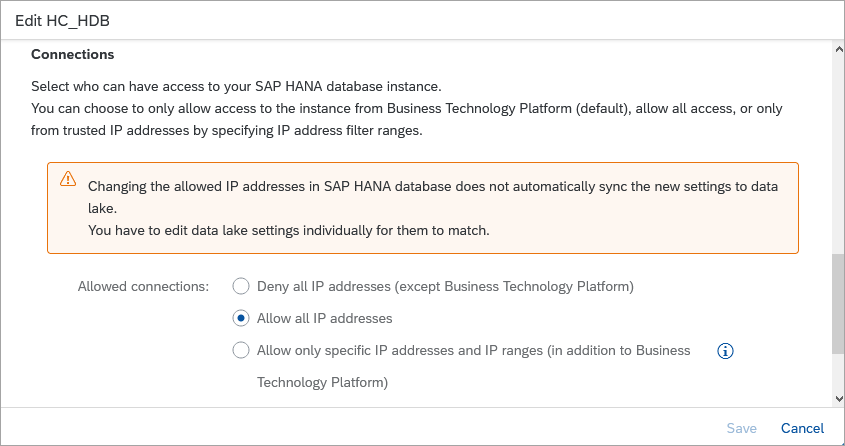 Edit HC_HDB
Connections
Select who can have access to your SAP HANA database instance.
You can choose to only allow access to the instance from Business Technology Platform (default), allow all access, or only
from trusted IP addresses by specifying IP address filter ranges.
Changing the allowed IP addresses in SAP HANA database does not automatically sync the new settings to data
lake.
You have to edit data lake settings individually for them to match.
Allowed connections:
Deny all IP addresses (except Business Technology Platform)
Allow all IP addresses
Allow only specific IP addresses and IP ranges (in addition to Business
Technology Platform)
Save Cancel